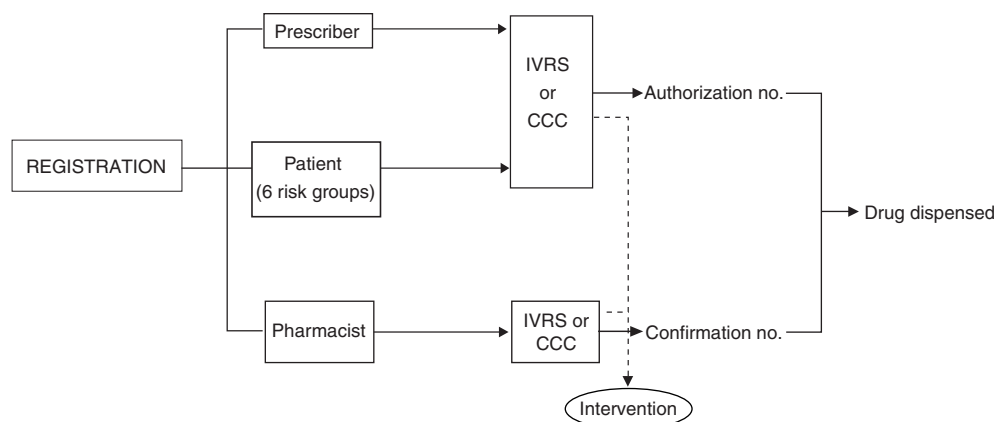 Prescriber
IVRS
or
CCC
Authorization no.
REGISTRATION
Patient
(6 risk groups)
Drug dispensed
Pharmacist
IVRS or
CCC
Confirmation no.
Intervention